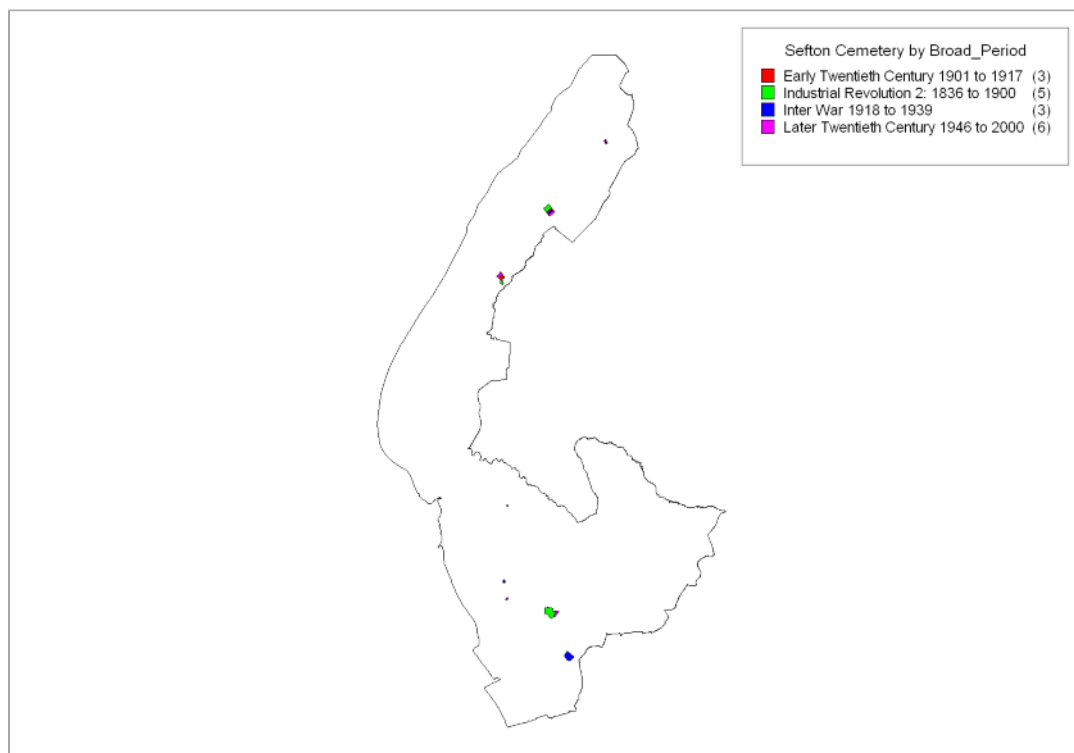 Sefton Cemetery by Broad_Period
Early Twentieth Century 1901 to 1917 (3)
Industrial Revolution 2: 1836 to 1900 (5)
Inter War 1918 to 1939 (3)
Later Twentieth Century 1946 to 2000 (6)